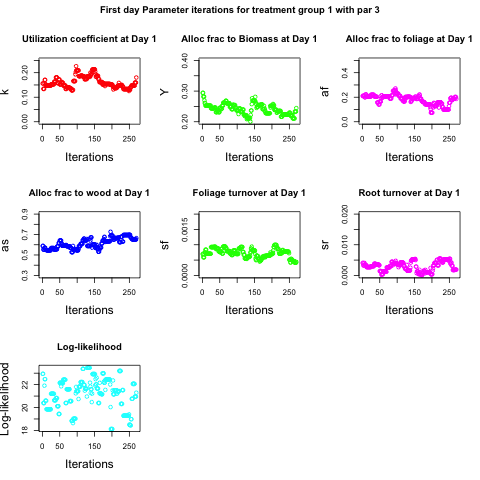 First day Parameter iterations for treatment group 1 with par 3
Utilization coefficient at Day 1
k
0.00 0.10 0.20
0 50 150 250
Iterations
Alloc frac to Biomass at Day 1
Y
0.20 0.30 0.40
0 50 150 250
Iterations
Alloc frac to foliage at Day 1
af
0.0 0.2 0.4
0 50 150 250
Iterations
Alloc frac to wood at Day 1
as
0.3 0.5 0.7 0.9
0 50 150 250
Iterations
Foliage turnover at Day 1
sf
0.0000 0.0015
0 50 150 250
Iterations
Root turnover at Day 1
sr
0.000 0.010 0.020
0 50 150 250
Iterations
Log-likelihood
Log-likelihood
18 20 22
0 50 150 250
Iterations